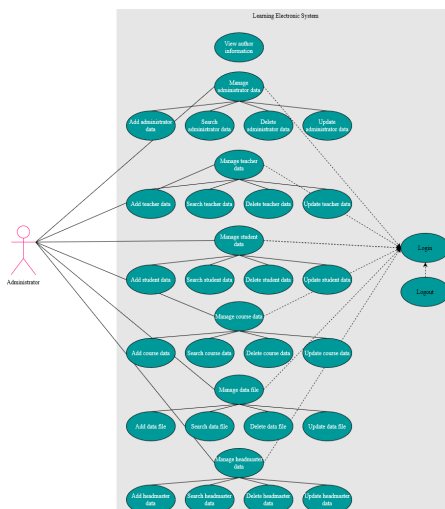 Learning Electronic System
View author
information
Manage
administrator data
Add administrator
data
Search
administrator data
Delete
administrator data
Update
administrator data
Manage teacher
data
Add teacher data
Search teacher data
Delete teacher data
Update teacher data
Manage student
data
Administrator
Login
Add student data
Search student data
Delete student data
Update student data
Logout
Manage course data
Add course data
Search course data
Delete course data
Update course data
Manage data file
Add data file
Search data file
Delete data file
Update data file
Manage headmaster
data
Add headmaster
data
Search headmaster
data
Delete headmaster
data
Update headmaster
data